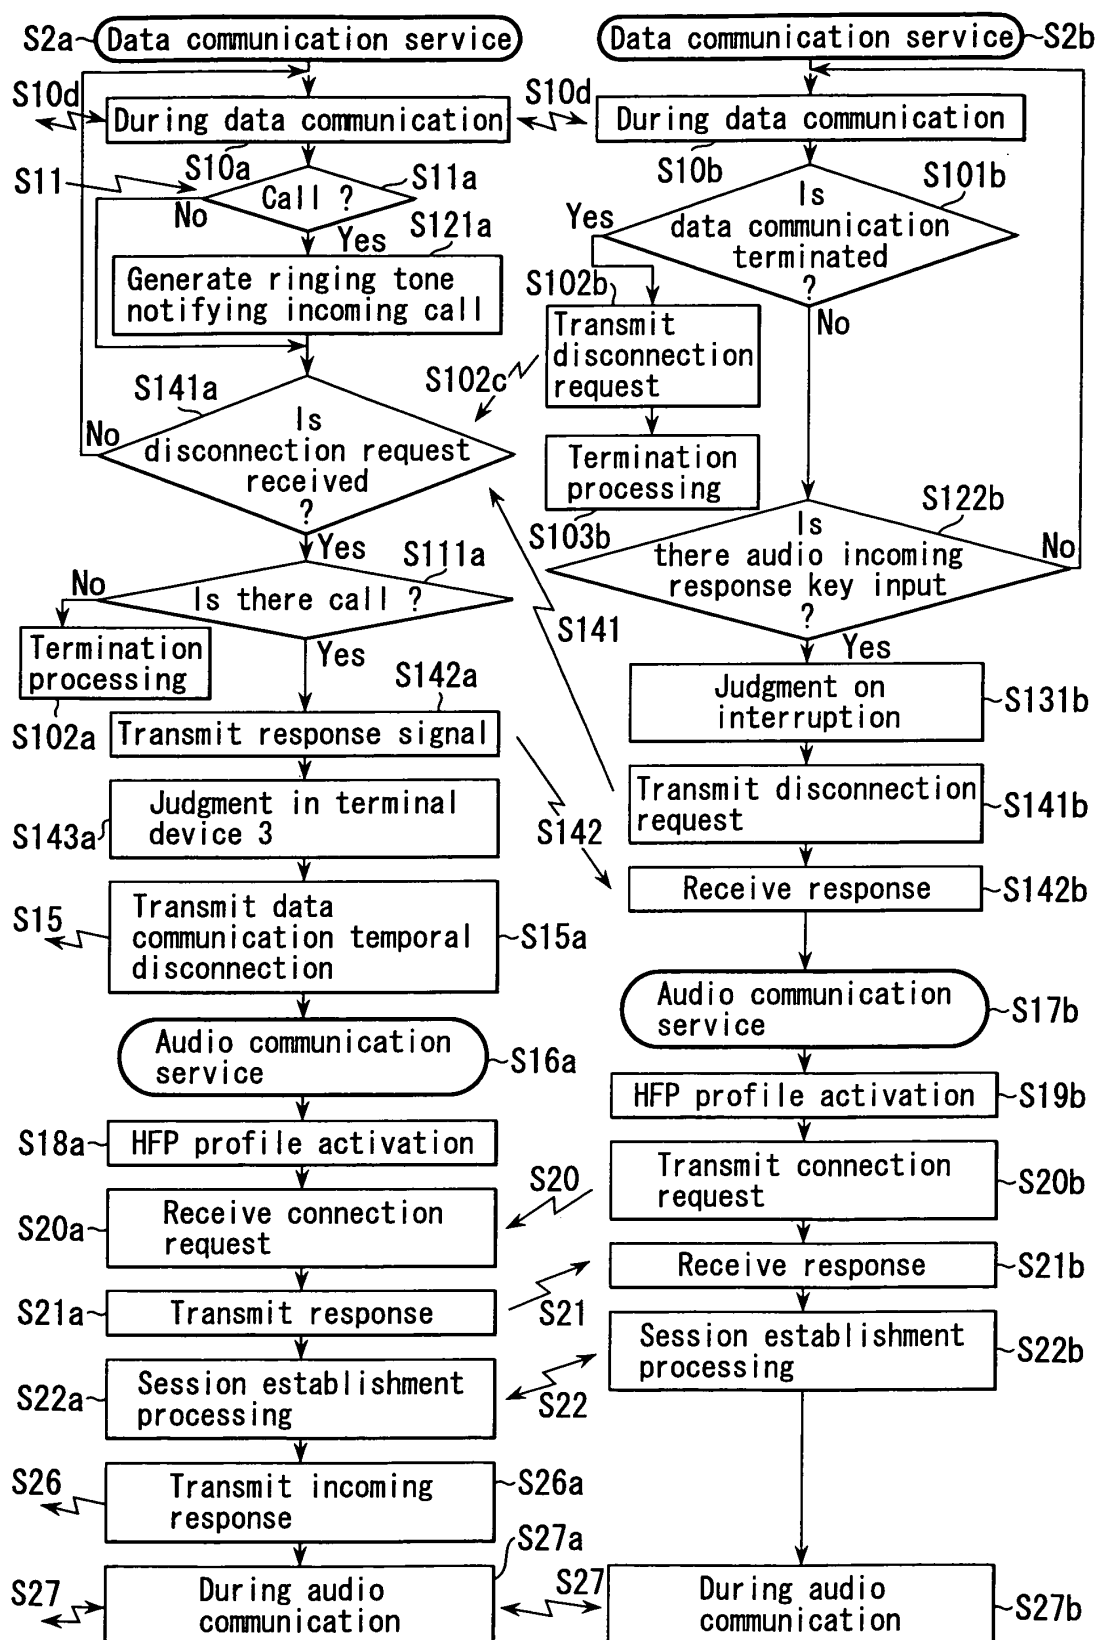 S2a
Data communication service
Data communication service
S2b
S10d
During data communication
S10d
During data communication
S10a
S10b
S11
Call ?
S11a
No
Yes
S121a
Generate ringing tone
notifying incoming call
S101b
Is
data communication
terminated
?
Yes
No
S102b
Transmit
disconnection
request
S102c
Termination
processing
S103b
S141a
Is
disconnection request
received
?
No
Yes
S122b
Is
there audio incoming
response key input
?
No
Yes
S111a
Is there call ?
No
Yes
Termination
processing
S102a
S141
Judgment on
interruption
S131b
S142a
Transmit response signal
Transmit disconnection
request
S141b
Judgment in terminal
device 3
S143a
S142
Receive response
S142b
S15
Transmit data
communication temporal
disconnection
S15a
Audio communication
service
S17b
Audio communication
service
S16a
HFP profile activation
S19b
S18a
HFP profile activation
Transmit connection
request
S20b
S20
S20a
Receive connection
request
Receive response
S21b
S21a
Transmit response
S21
Session establishment
processing
S22b
S22a
Session establishment
processing
S22
S26
Transmit incoming
response
S26a
S27a
S27
During audio
communication
S27
During audio
communication
S27b